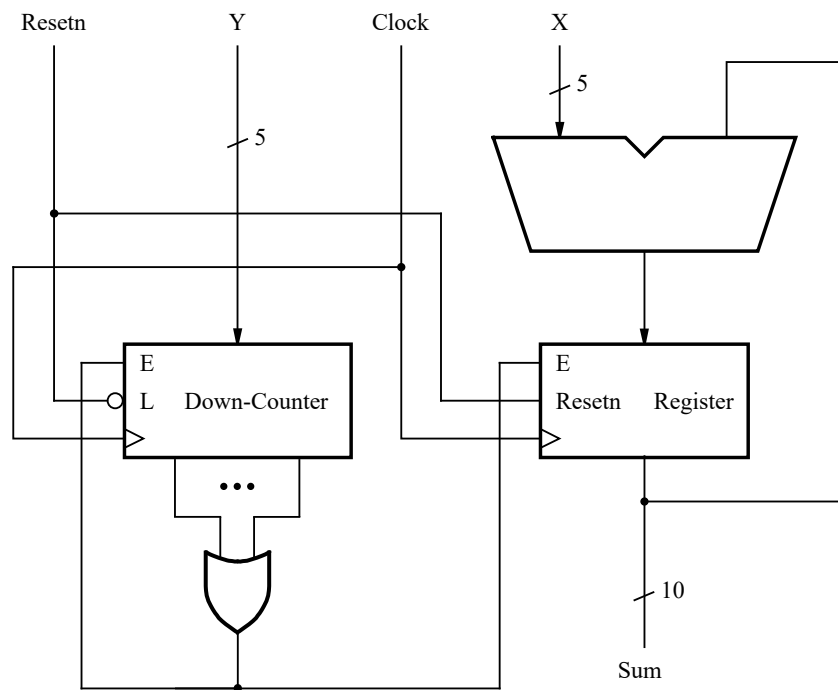 Resetn Y Clock X
5
5
E
L Down-Counter
E
Resetn Register
10
Sum